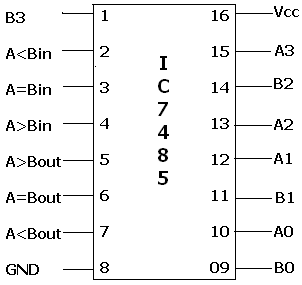 B3 1 16 Vcc
A<Bin 2 15 A3
A=Bin 3 14 B2
A>Bin 4 13 A2
A>Bout 5 12 A1
A=Bout 6 11 B1
A<Bout 7 10 A0
GND 8 09 B0
I
C
7
4
8
5